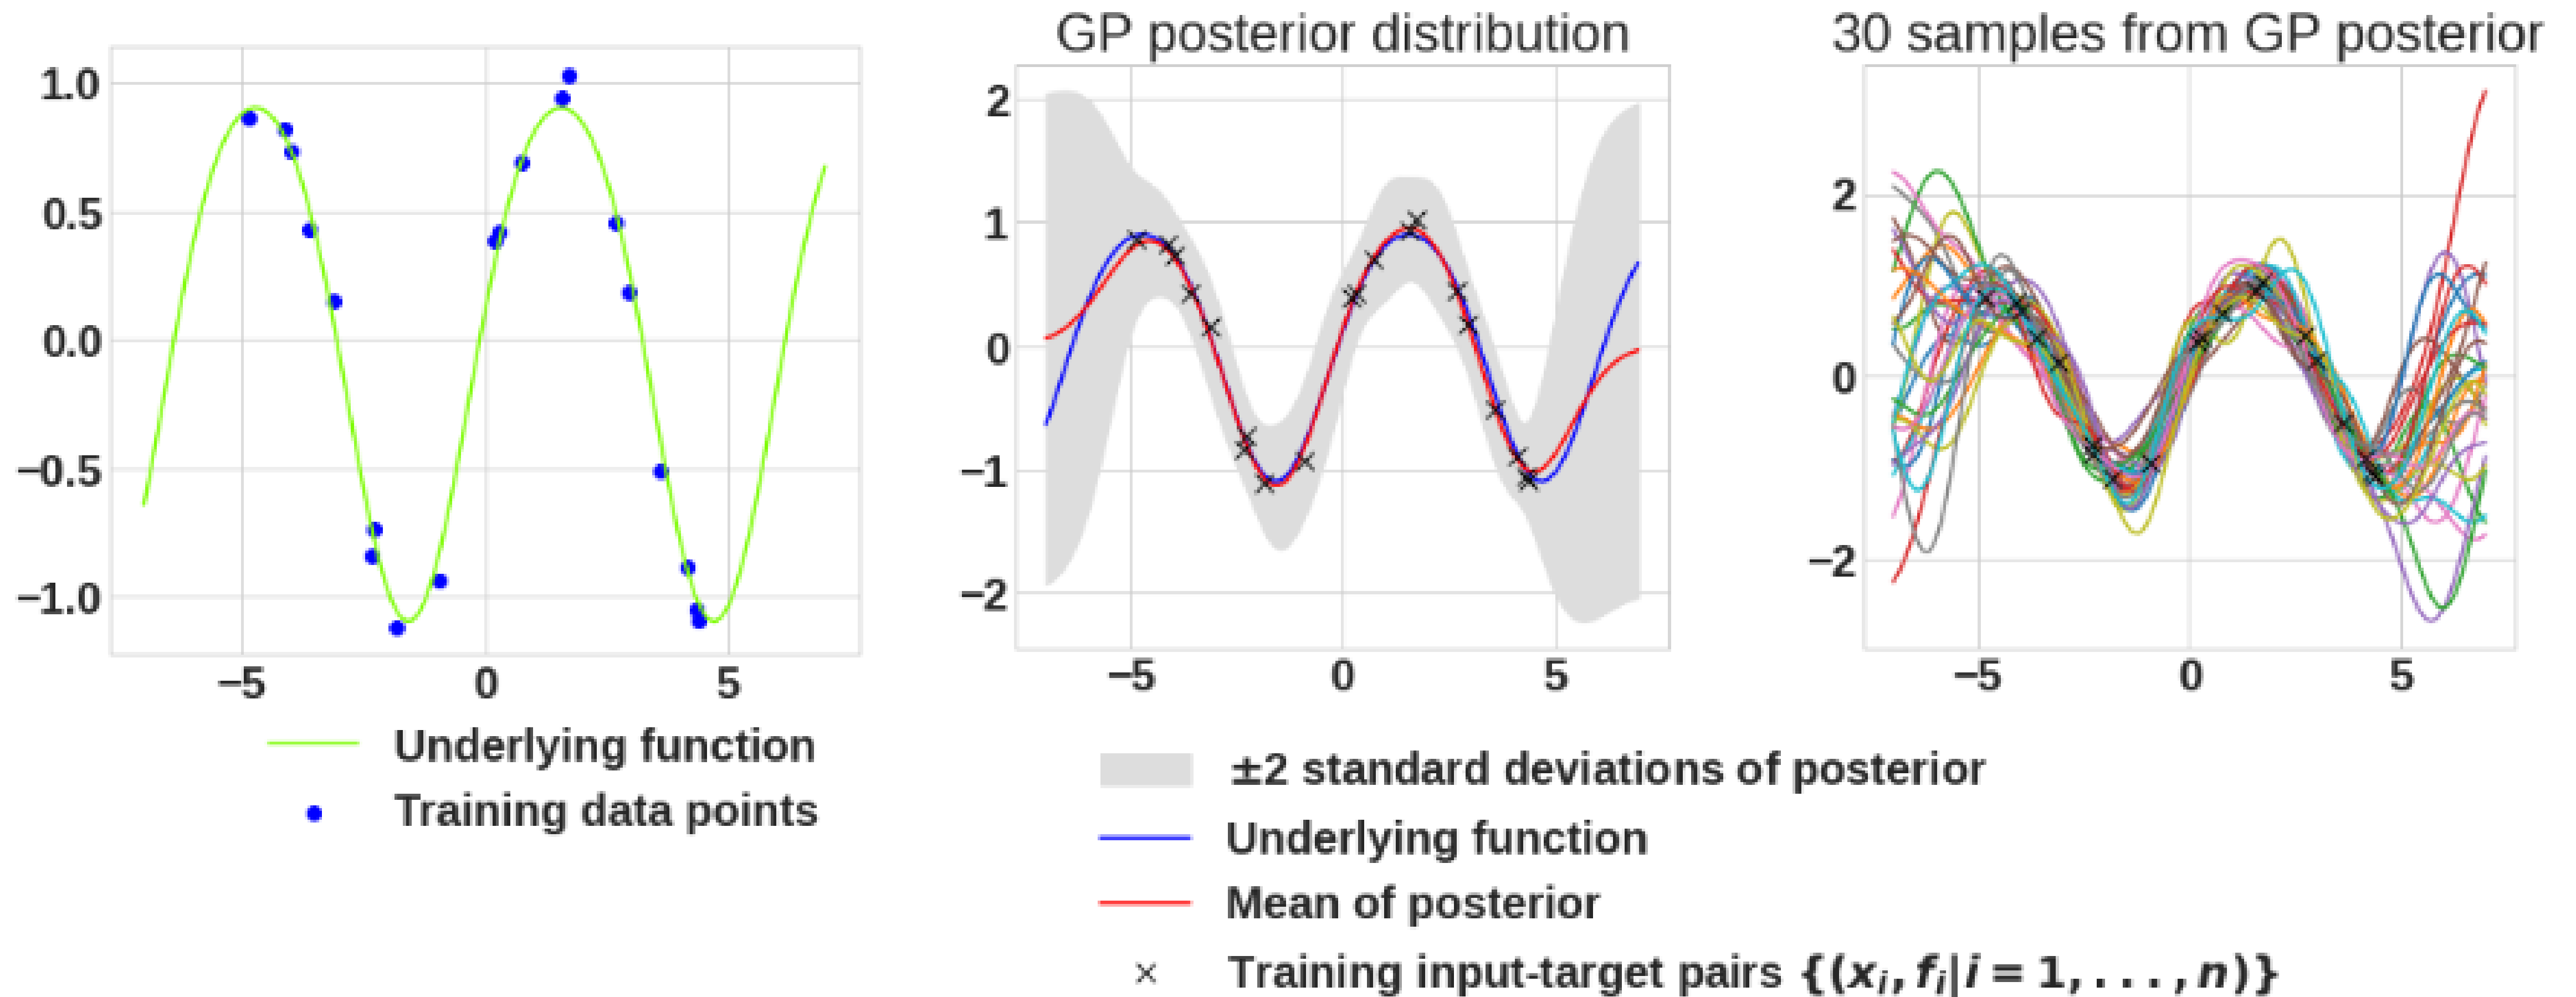 GP posterior distribution
30 samples from GP posterior
1.0
0.5
0.0
−0.5
−1.0
−5 0 5
Underlying function
Training data points
2
1
0
−1
−2
−5 0 5
2
0
−2
−5 0 5
±2 standard deviations of posterior
Underlying function
Mean of posterior
Training input-target pairs {(xᵢ, fᵢ|i = 1, . . . , n)}